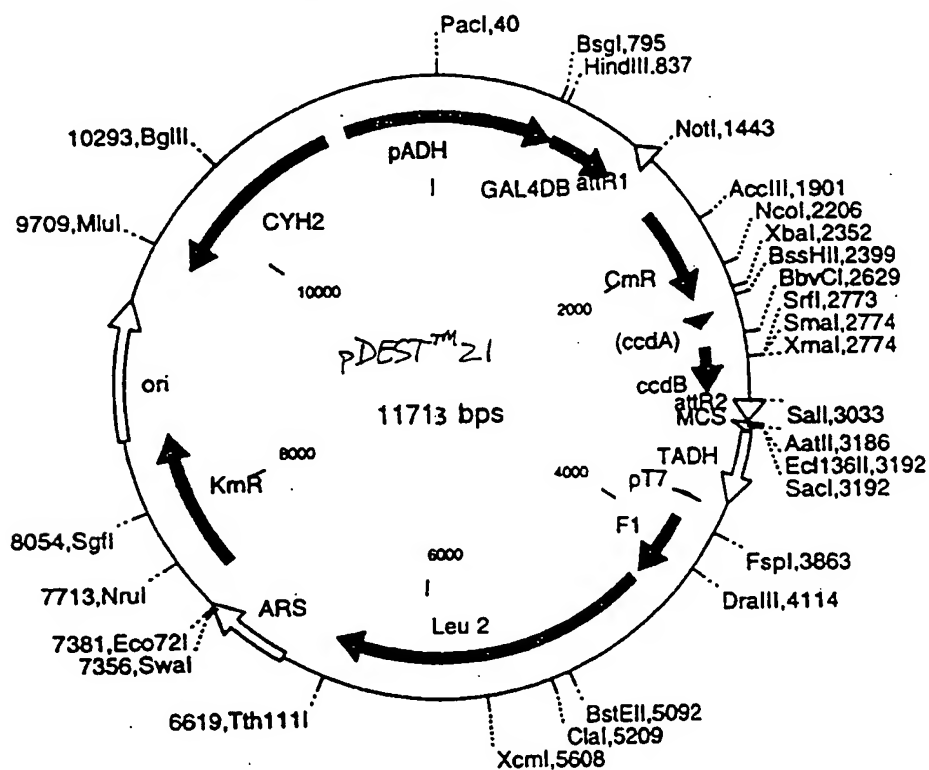 PacI,40
BsgI,795
HindIII.837
NotI,1443
AccIII,1901
NcoI,2206
XbaI,2352
BssHII,2399
BbvCI,2629
SrfI,2773
SmaI,2774
XmaI,2774
SalI,3033
AatII,3186
Ecl136II,3192
SacI,3192
FspI,3863
DraIII,4114
BstEII,5092
ClaI,5209
XcmI,5608
6619,Tth111I
7356,SwaI
7381,Eco72I
7713,NruI
8054,SgfI
9709,MluI
10293,BglII
pADH
GAL4DB
attR1
CYH2
10000
2000
CmR
(ccdA)
pDEST™21
11713 bps
ccdB
attR2
MCS
TADH
ori
8000
KmR
4000
pT7
F1
6000
ARS
Leu 2